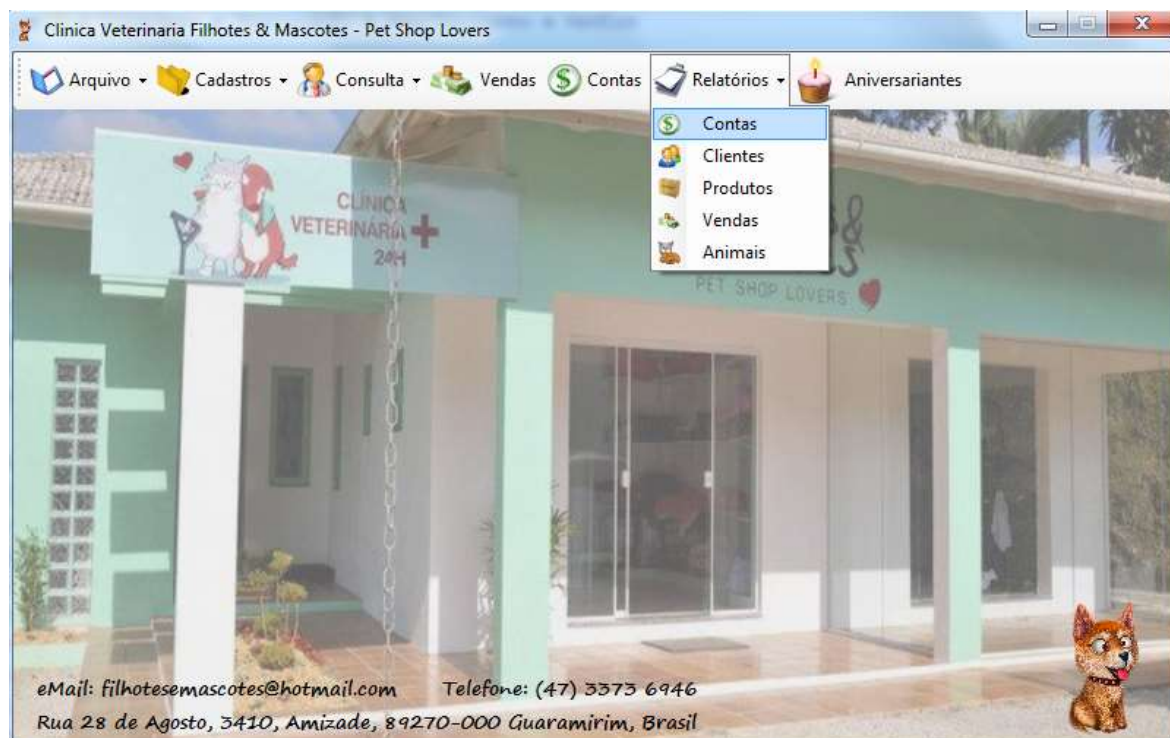 Clinica Veterinaria Filhotes & Mascotes - Pet Shop Lovers
Arquivo Cadastros Consulta Vendas Contas Relatórios Aniversariantes
Contas
Clientes
Produtos
Vendas
Animais
CLÍNICA
VETERINÁRIA
24H
&
PET SHOP LOVERS
eMail: filhotesemascotes@hotmail.com Telefone: (47) 3373 6946
Rua 28 de Agosto, 3410, Amizade, 89270-000 Guaramirim, Brasil